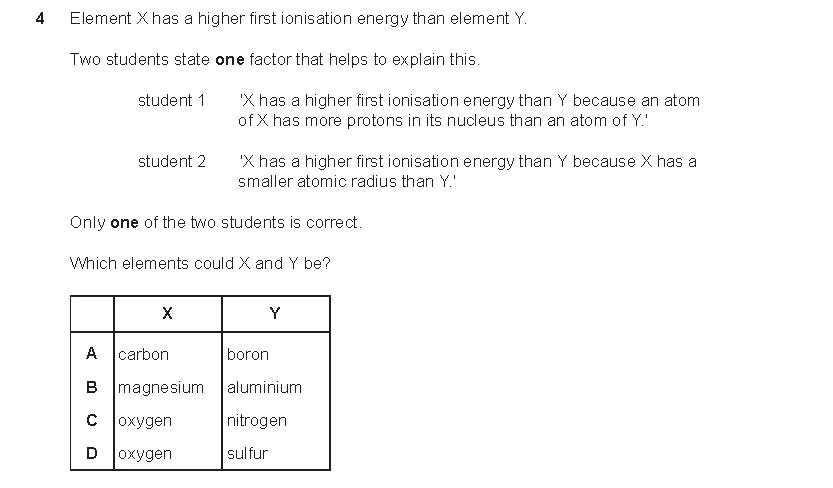 4 Element X has a higher first ionisation energy than element Y.
Two students state one factor that helps to explain this.
student 1 'X has a higher first ionisation energy than Y because an atom
of X has more protons in its nucleus than an atom of Y.'
student 2 'X has a higher first ionisation energy than Y because X has a
smaller atomic radius than Y.'
Only one of the two students is correct.
Which elements could X and Y be?
X Y
A carbon boron
B magnesium aluminium
C oxygen nitrogen
D oxygen sulfur